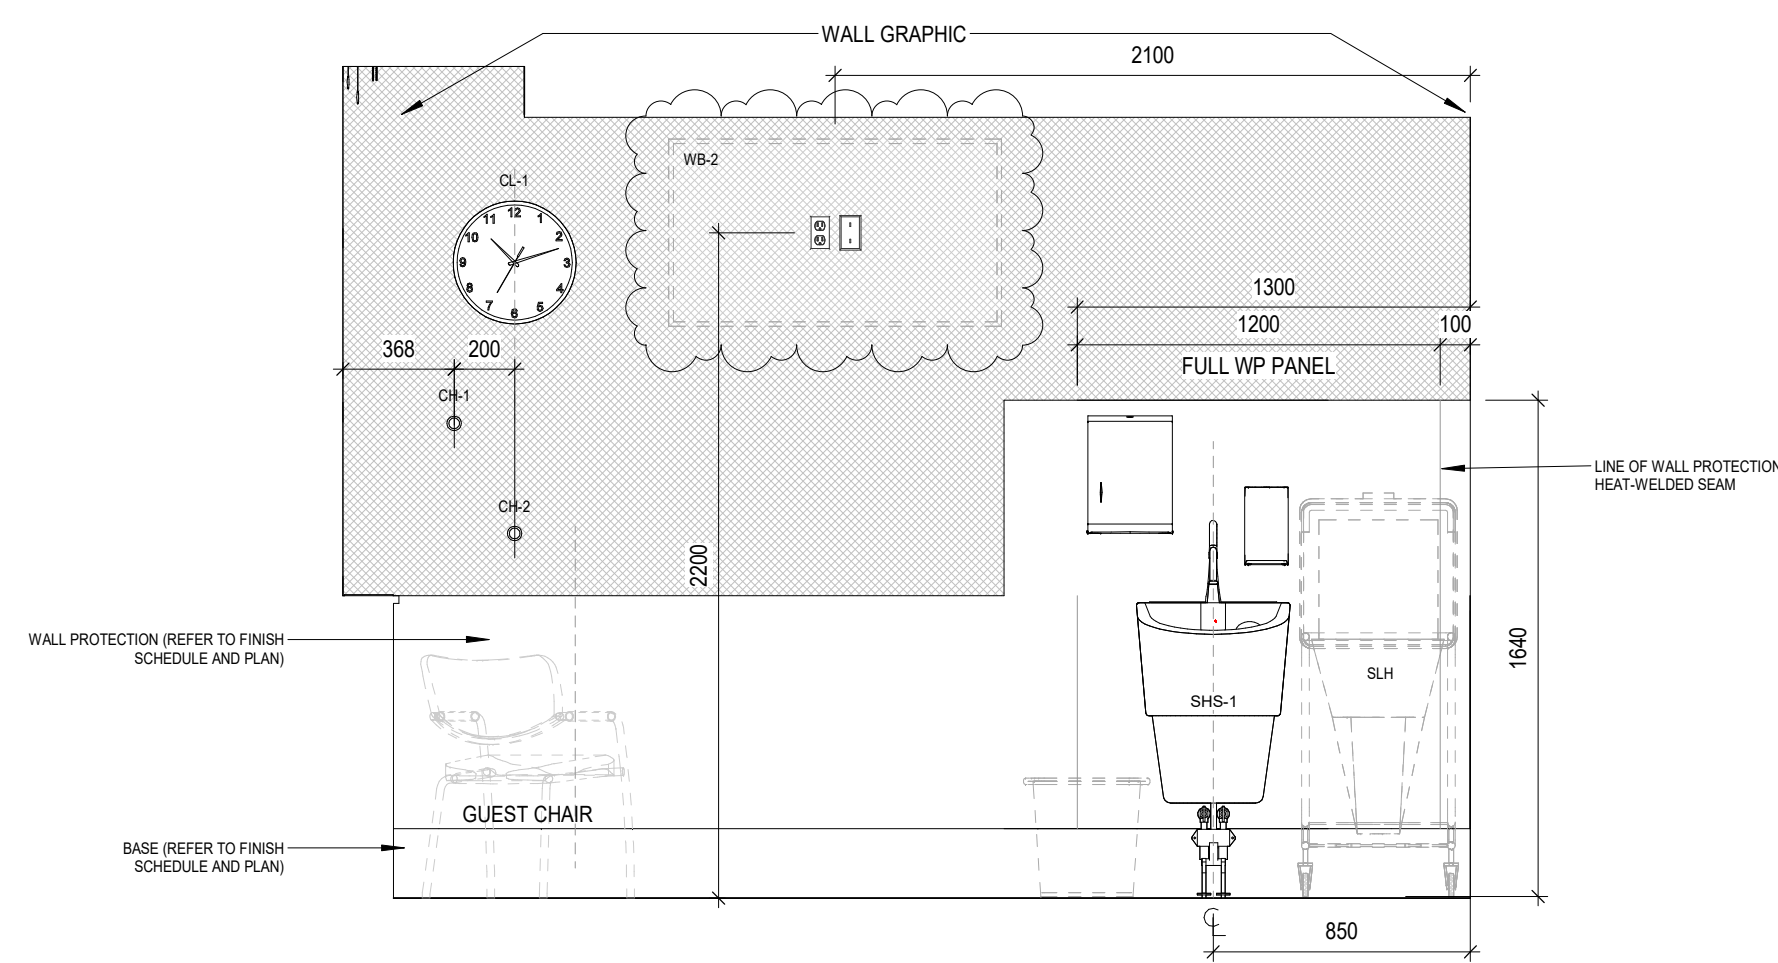 WALL GRAPHIC
2100
WB-2
CL-1
12
11
1
10
2
9
3
8
4
7
5
6
1300
1200
100
368
200
FULL WP PANEL
CH-1
LINE OF WALL PROTECTION
HEAT-WELDED SEAM
CH-2
2200
WALL PROTECTION (REFER TO FINISH
SCHEDULE AND PLAN)
1640
SLH
SHS-1
GUEST CHAIR
BASE (REFER TO FINISH
SCHEDULE AND PLAN)
CL
850